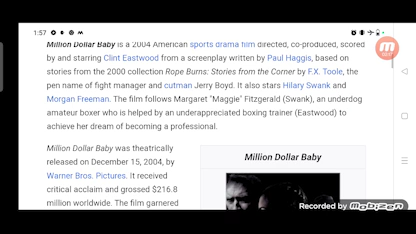 1:57
Million Dollar Baby is a 2004 American sports drama film directed, co-produced, scored
by and starring Clint Eastwood from a screenplay written by Paul Haggis, based on
stories from the 2000 collection Rope Burns: Stories from the Corner by F.X. Toole, the
pen name of fight manager and cutman Jerry Boyd. It also stars Hilary Swank and
Morgan Freeman. The film follows Margaret "Maggie" Fitzgerald (Swank), an underdog
amateur boxer who is helped by an underappreciated boxing trainer (Eastwood) to
achieve her dream of becoming a professional.
Million Dollar Baby was theatrically
released on December 15, 2004, by
Warner Bros. Pictures. It received
critical acclaim and grossed $216.8
million worldwide. The film garnered
Million Dollar Baby
Recorded by Mobizen